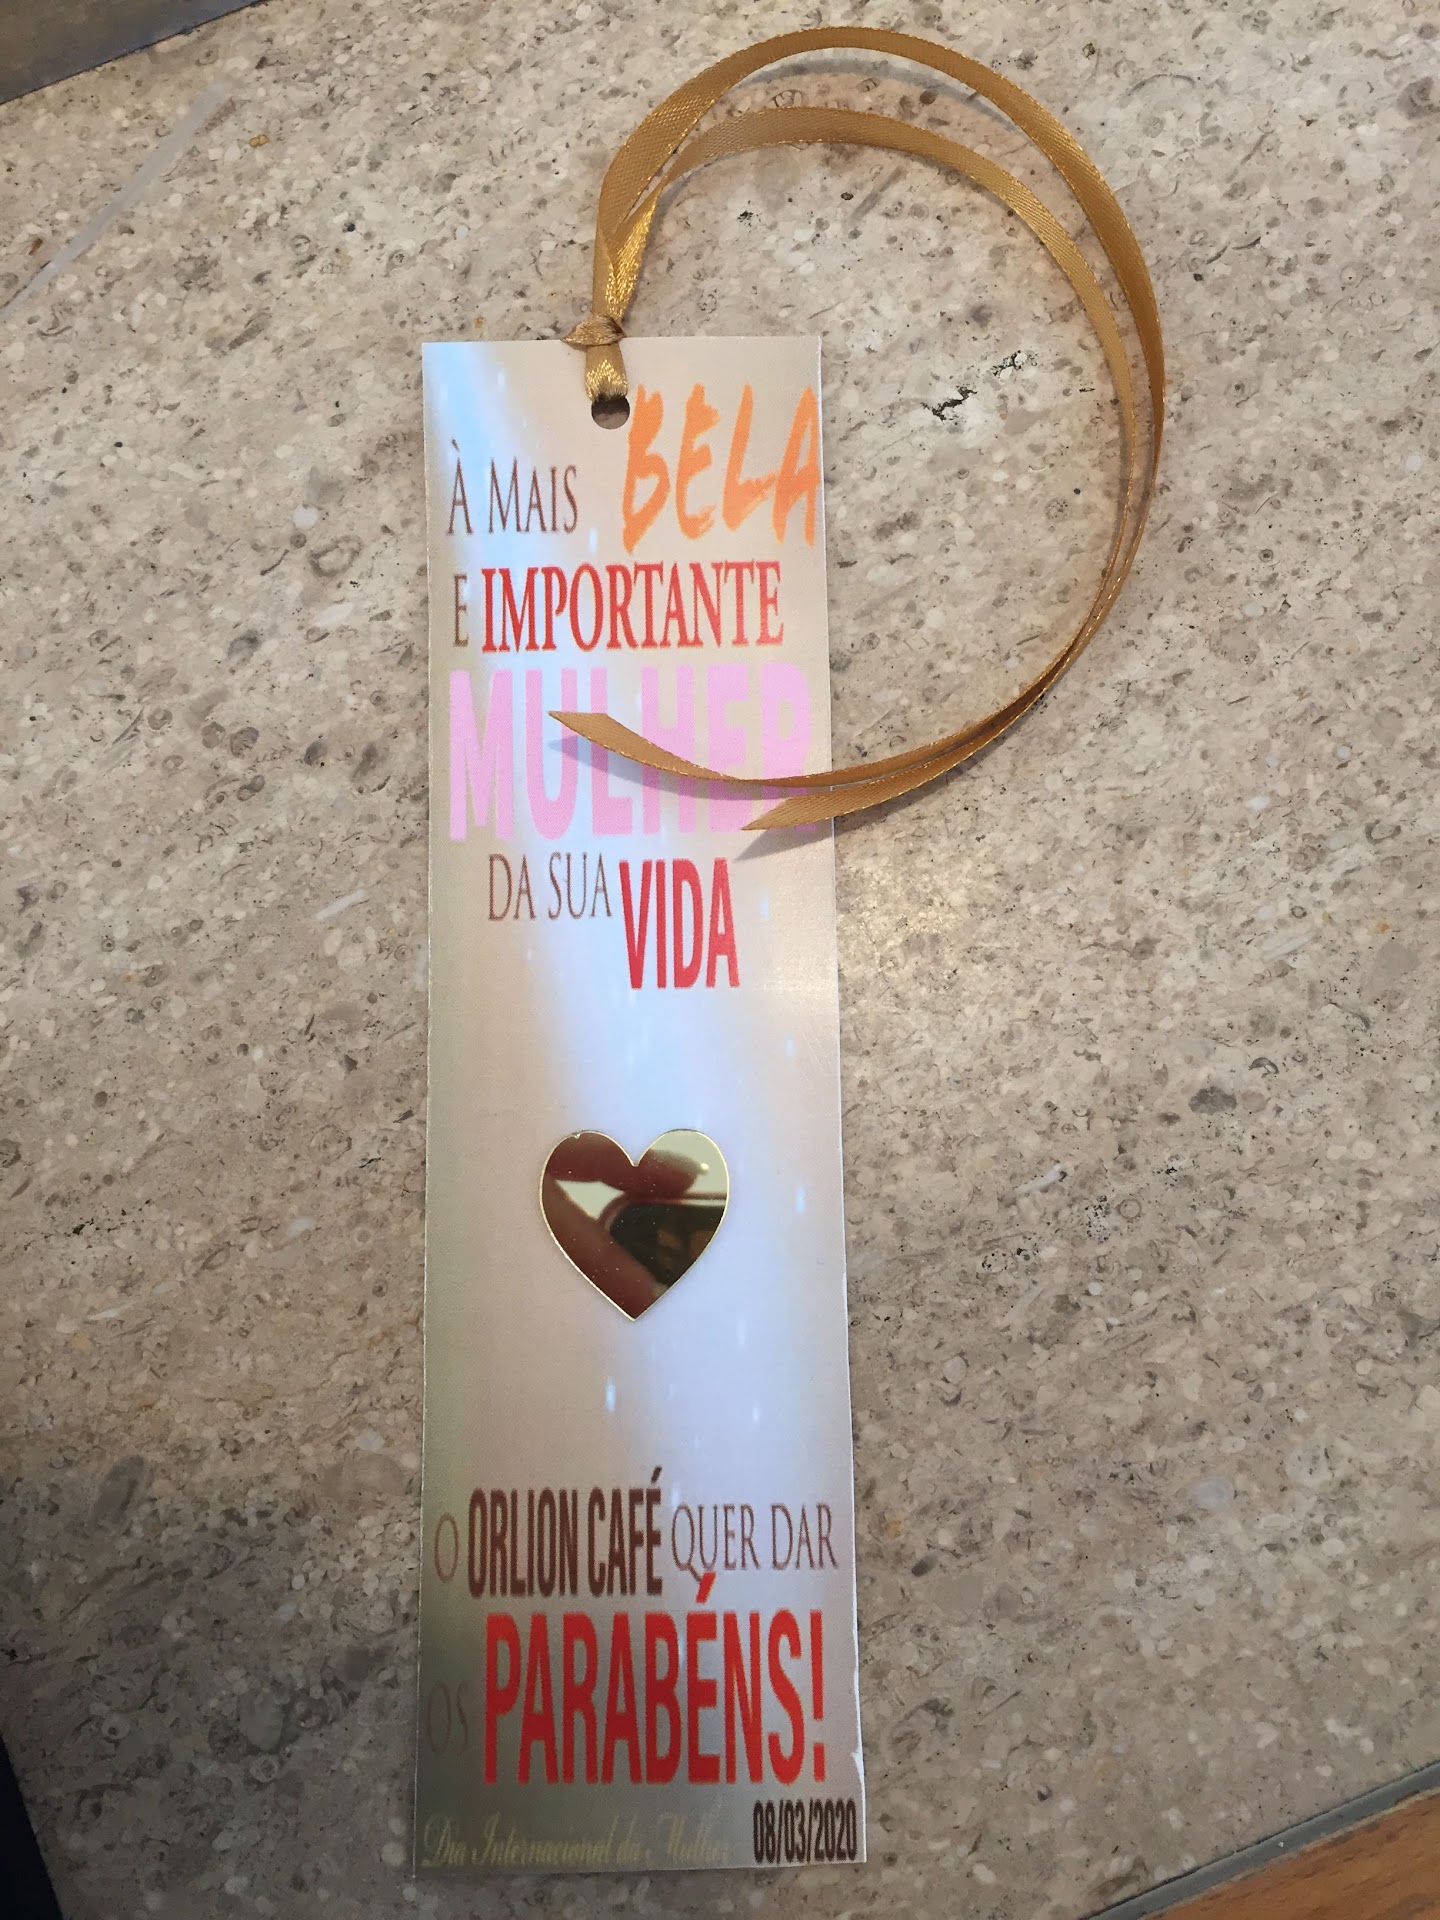 À MAIS BELA
E IMPORTANTE
MULHER
DA SUA VIDA
O ORLION CAFÉ QUER DAR
OS PARABÉNS!
Dia Internacional da Mulher 08/03/2020